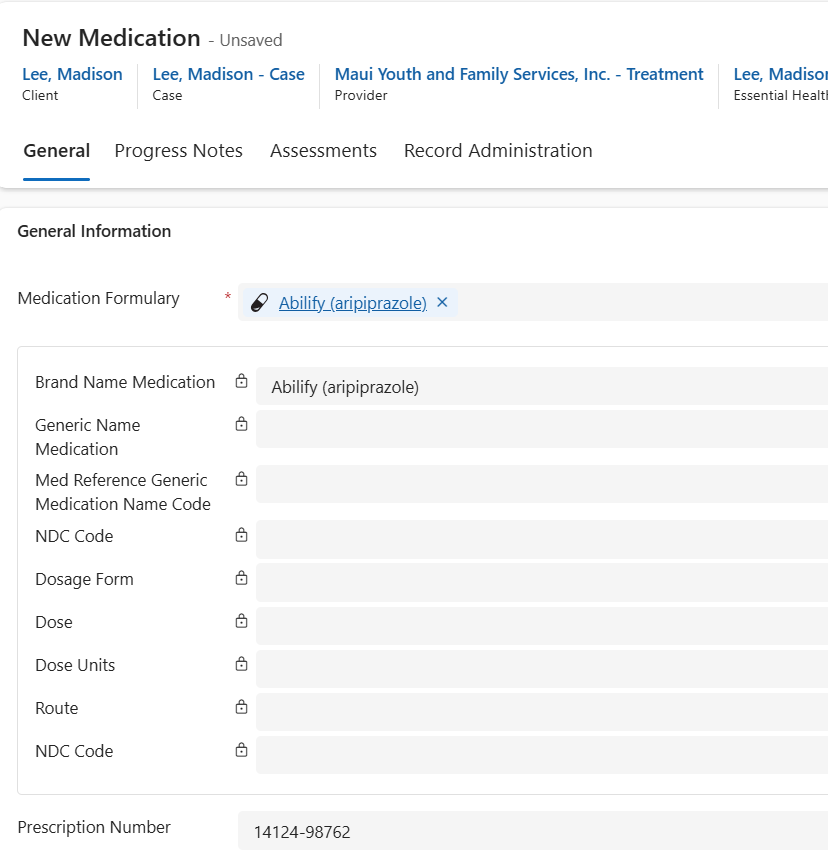 New Medication - Unsaved
Lee, Madison Lee, Madison - Case Maui Youth and Family Services, Inc. - Treatment Lee, Madison
Client Case Provider Essential Healt
General Progress Notes Assessments Record Administration
General Information
Medication Formulary * Abilify (aripiprazole) ✕
Brand Name Medication Abilify (aripiprazole)
Generic Name
Medication
Med Reference Generic
Medication Name Code
NDC Code
Dosage Form
Dose
Dose Units
Route
NDC Code
Prescription Number 14124-98762